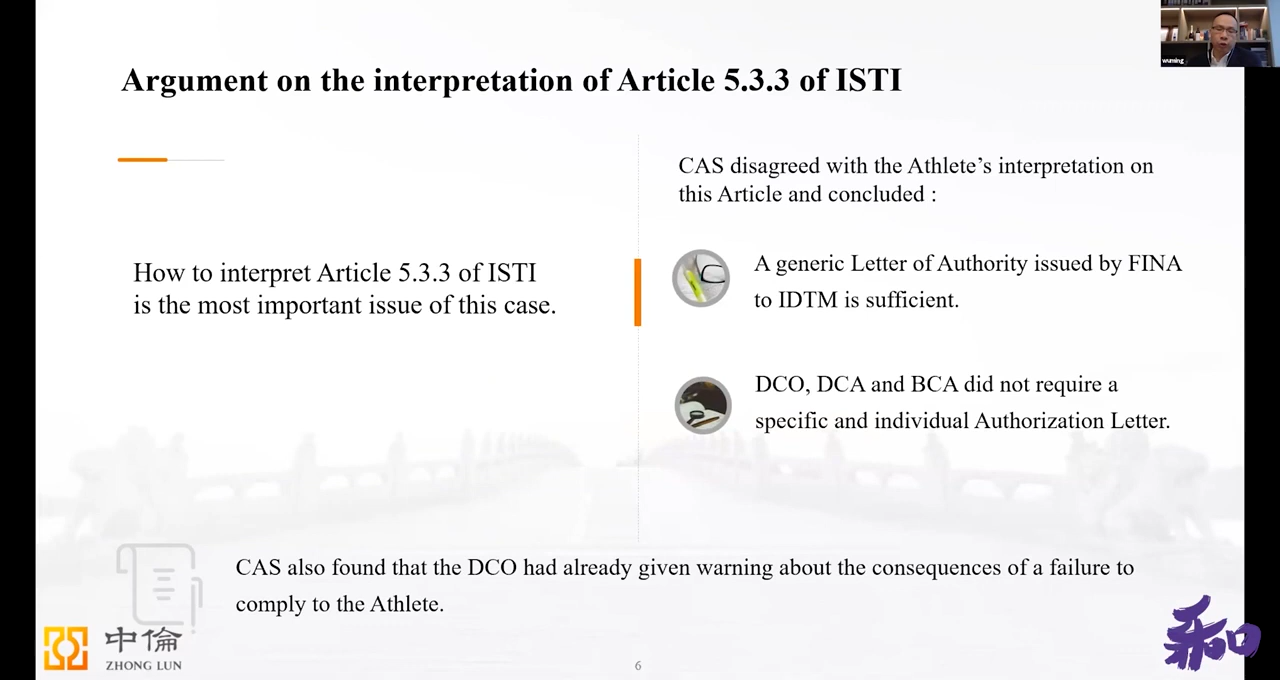 wuming
Argument on the interpretation of Article 5.3.3 of ISTI
How to interpret Article 5.3.3 of ISTI
is the most important issue of this case.
CAS disagreed with the Athlete’s interpretation on
this Article and concluded :
A generic Letter of Authority issued by FINA
to IDTM is sufficient.
DCO, DCA and BCA did not require a
specific and individual Authorization Letter.
CAS also found that the DCO had already given warning about the consequences of a failure to
comply to the Athlete.
中倫
ZHONG LUN
6
和